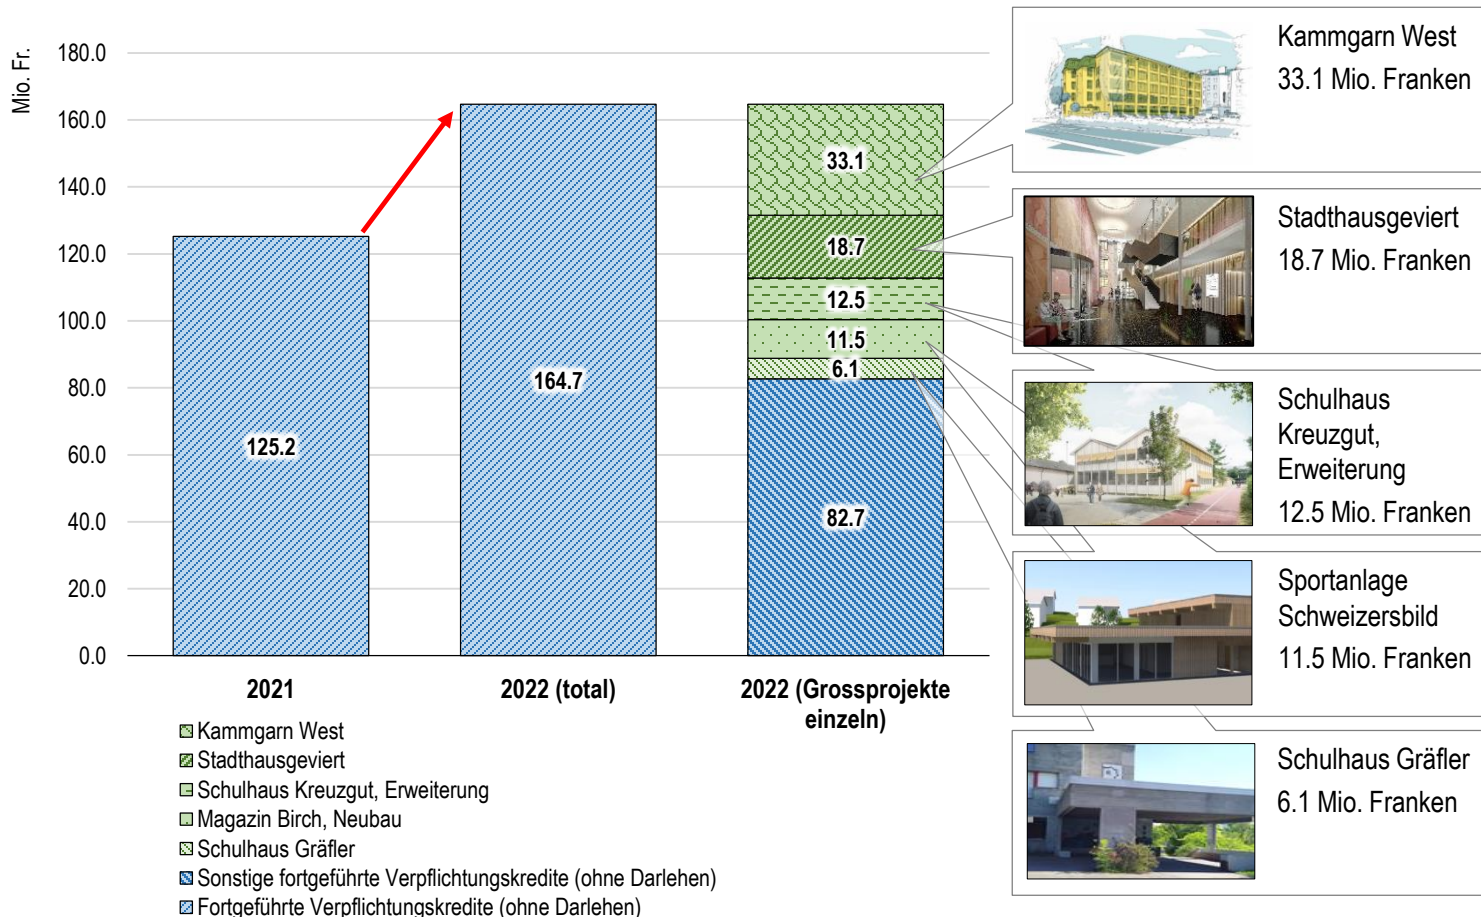 Mio. Fr.
180.0
160.0
140.0
120.0
100.0
80.0
60.0
40.0
20.0
0.0
125.2
164.7
33.1
18.7
12.5
11.5
6.1
82.7
2021
2022 (total)
2022 (Grossprojekte
einzeln)
Kammgarn West
Stadthausgeviert
Schulhaus Kreuzgut, Erweiterung
Magazin Birch, Neubau
Schulhaus Gräfler
Sonstige fortgeführte Verpflichtungskredite (ohne Darlehen)
Fortgeführte Verpflichtungskredite (ohne Darlehen)
Kammgarn West
33.1 Mio. Franken
Stadthausgeviert
18.7 Mio. Franken
Schulhaus
Kreuzgut,
Erweiterung
12.5 Mio. Franken
Sportanlage
Schweizersbild
11.5 Mio. Franken
Schulhaus Gräfler
6.1 Mio. Franken